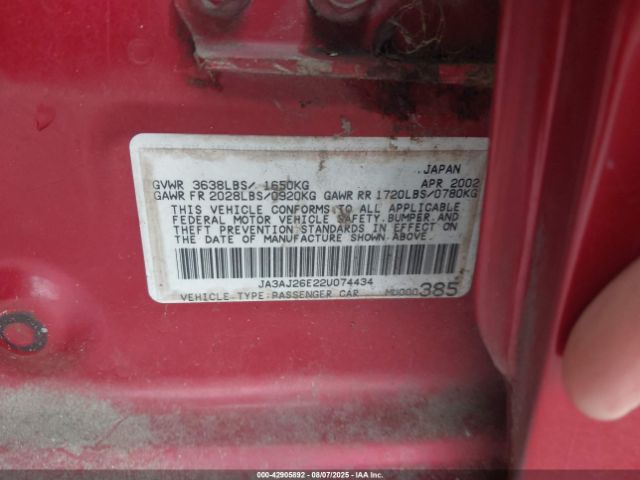 JAPAN
GVWR 3638LBS/ 1650KG APR 2002
GAWR FR 2028LBS/0920KG GAWR RR 1720LBS/0780KG
THIS VEHICLE CONFORMS TO ALL APPLICABLE
FEDERAL MOTOR VEHICLE SAFETY, BUMPER, AND
THEFT PREVENTION STANDARDS IN EFFECT ON
THE DATE OF MANUFACTURE SHOWN ABOVE.
JA3AJ26E22U074434
VEHICLE TYPE:PASSENGER CAR 385
000-42905892 - 08/07/2025 - IAA Inc.